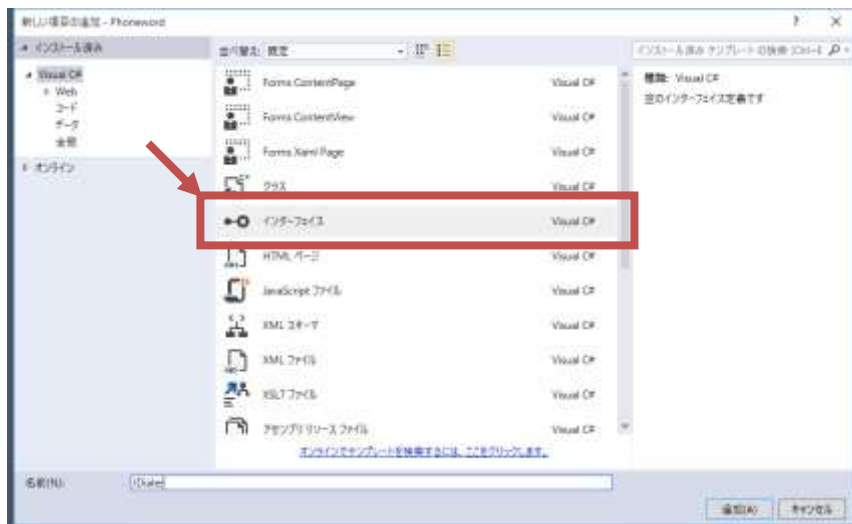 新しい項目の追加 - Phoneword
? ×
インストール済み
並べ替え: 既定
インストール済み テンプレートの検索 (Ctrl+E)
Visual C#
Web
コード
データ
全般
オンライン
Forms ContentPage Visual C#
Forms ContentView Visual C#
Forms Xaml Page Visual C#
クラス Visual C#
インターフェイス Visual C#
HTML ページ Visual C#
JavaScript ファイル Visual C#
XML スキーマ Visual C#
XML ファイル Visual C#
XSLT ファイル Visual C#
アセンブリ リソース ファイル Visual C#
種類: Visual C#
空のインターフェイス定義です
オンラインでテンプレートを検索するには、ここをクリックします。
名前(N): IDialer
追加(A) キャンセル